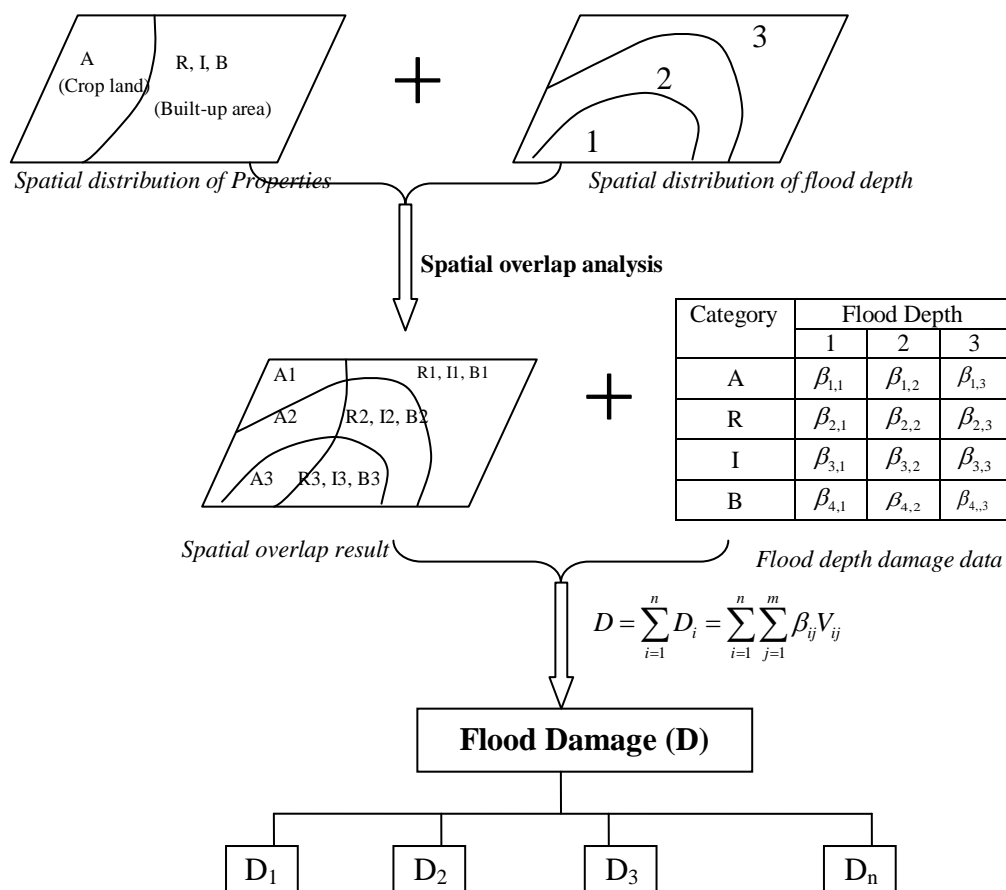 A
(Crop land)
R, I, B
(Built-up area)
+
1
2
3
Spatial distribution of Properties
Spatial distribution of flood depth
Spatial overlap analysis
A1
R1, I1, B1
A2
R2, I2, B2
A3
R3, I3, B3
+
Category Flood Depth
1 2 3
A β1,1 β1,2 β1,3
R β2,1 β2,2 β2,3
I β3,1 β3,2 β3,3
B β4,1 β4,2 β4,,3
Spatial overlap result
Flood depth damage data
D = ∑_{i=1}^{n} D_i = ∑_{i=1}^{n} ∑_{j=1}^{m} β_{ij} V_{ij}
Flood Damage (D)
D1 D2 D3 Dn